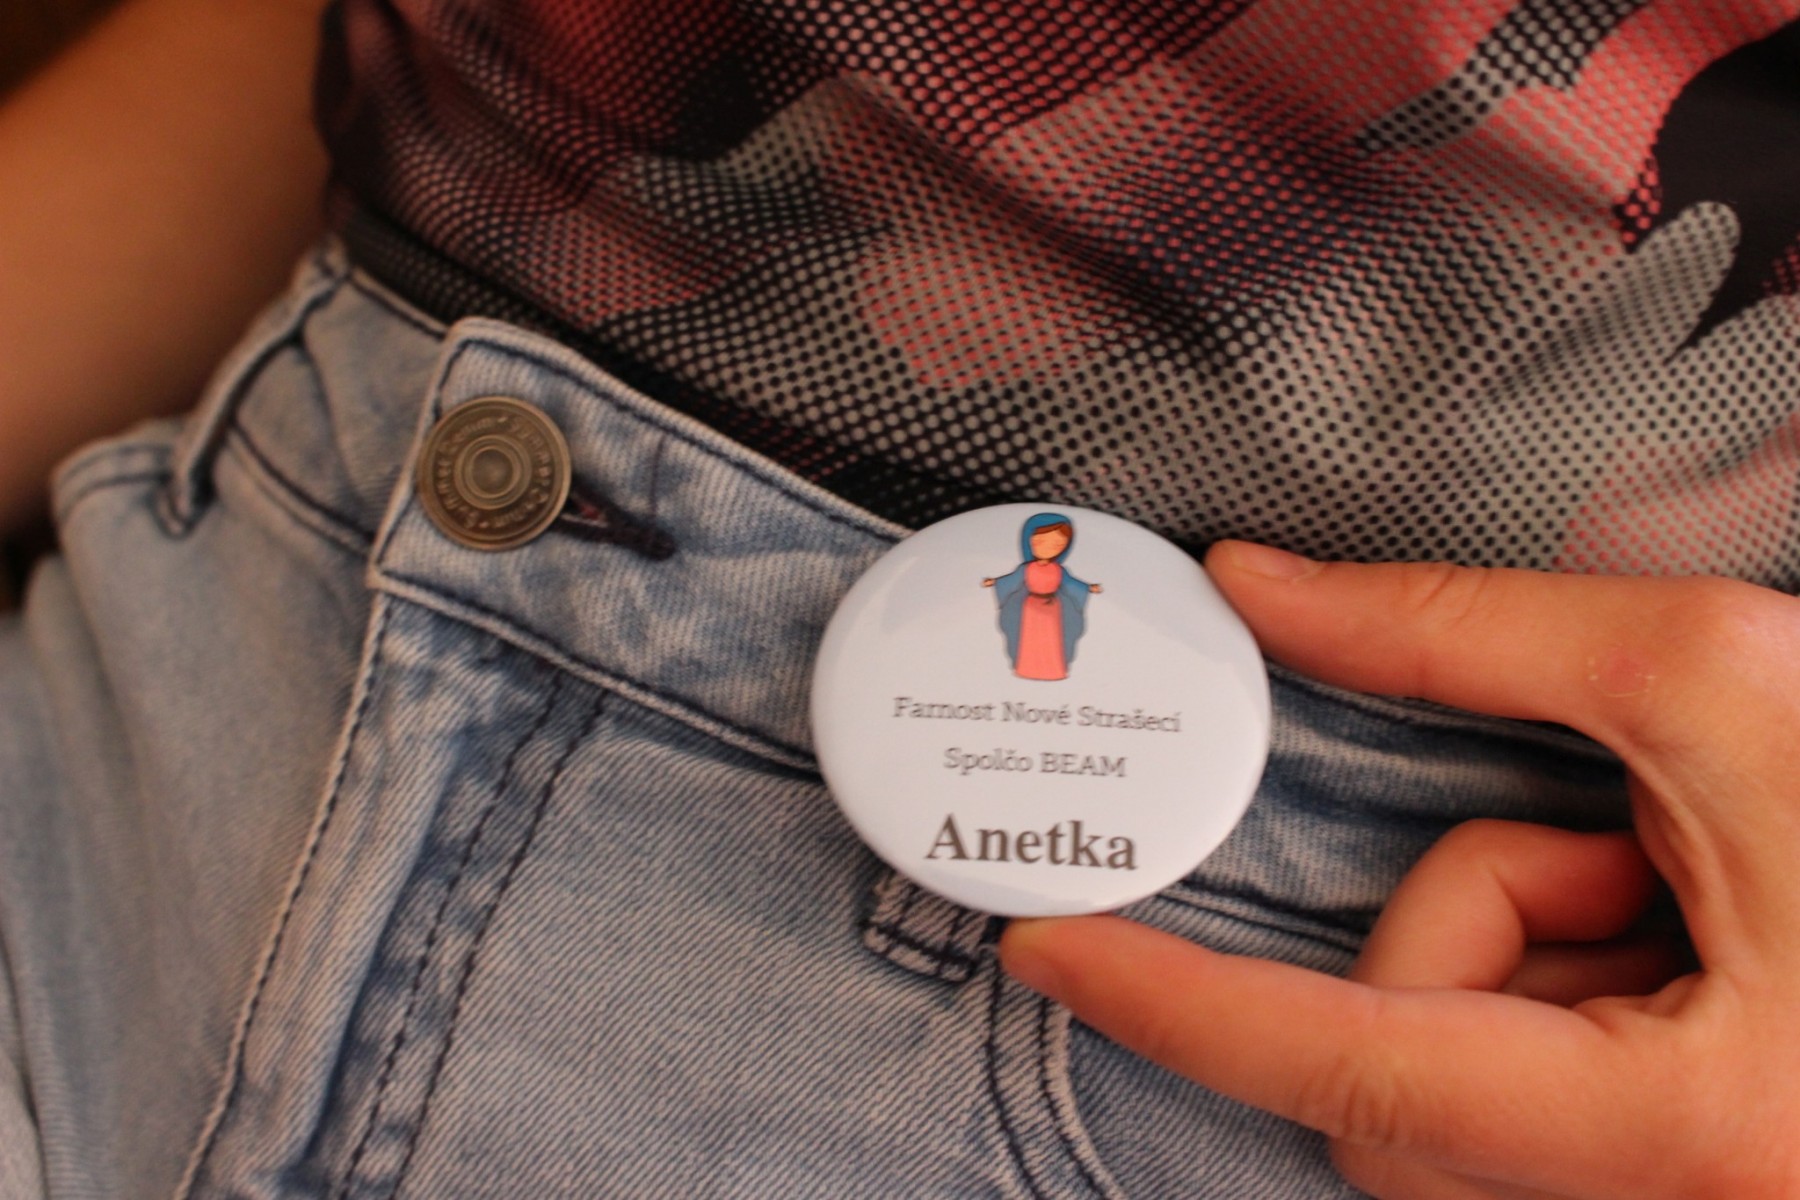 Farnost Nové Strašecí
Spolčo BEAM
Anetka